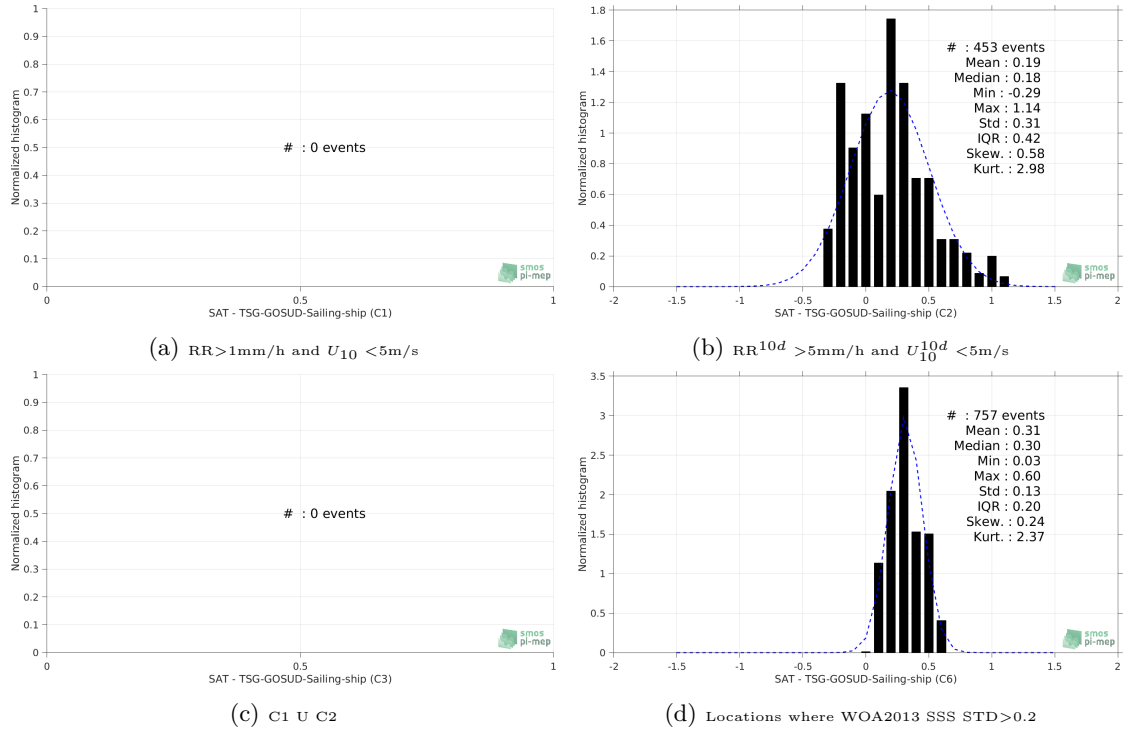 1
0.9
0.8
0.7
0.6
0.5
0.4
0.3
0.2
0.1
0
Normalized histogram
# : 0 events
smos
pi-mep
0 0.5 1
SAT - TSG-GOSUD-Sailing-ship (C1)
(a) RR>1mm/h and U10 <5m/s
1.8
1.6
1.4
1.2
1
0.8
0.6
0.4
0.2
0
Normalized histogram
# : 453 events
Mean : 0.19
Median : 0.18
Min : -0.29
Max : 1.14
Std : 0.31
IQR : 0.42
Skew. : 0.58
Kurt. : 2.98
smos
pi-mep
-2 -1.5 -1 -0.5 0 0.5 1 1.5 2
SAT - TSG-GOSUD-Sailing-ship (C2)
(b) RR10d >5mm/h and U10d10 <5m/s
1
0.9
0.8
0.7
0.6
0.5
0.4
0.3
0.2
0.1
0
Normalized histogram
# : 0 events
smos
pi-mep
0 0.5 1
SAT - TSG-GOSUD-Sailing-ship (C3)
(c) C1 U C2
3.5
3
2.5
2
1.5
1
0.5
0
Normalized histogram
# : 757 events
Mean : 0.31
Median : 0.30
Min : 0.03
Max : 0.60
Std : 0.13
IQR : 0.20
Skew. : 0.24
Kurt. : 2.37
smos
pi-mep
-2 -1.5 -1 -0.5 0 0.5 1 1.5 2
SAT - TSG-GOSUD-Sailing-ship (C6)
(d) Locations where WOA2013 SSS STD>0.2